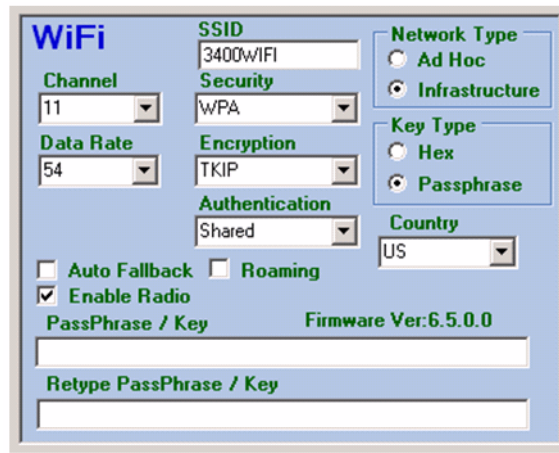 WiFi
SSID
3400WIFI
Network Type
Ad Hoc
Infrastructure
Channel
11
Security
WPA
Data Rate
54
Encryption
TKIP
Key Type
Hex
Passphrase
Authentication
Shared
Country
US
Auto Fallback
Roaming
Enable Radio
PassPhrase / Key
Firmware Ver:6.5.0.0
Retype PassPhrase / Key